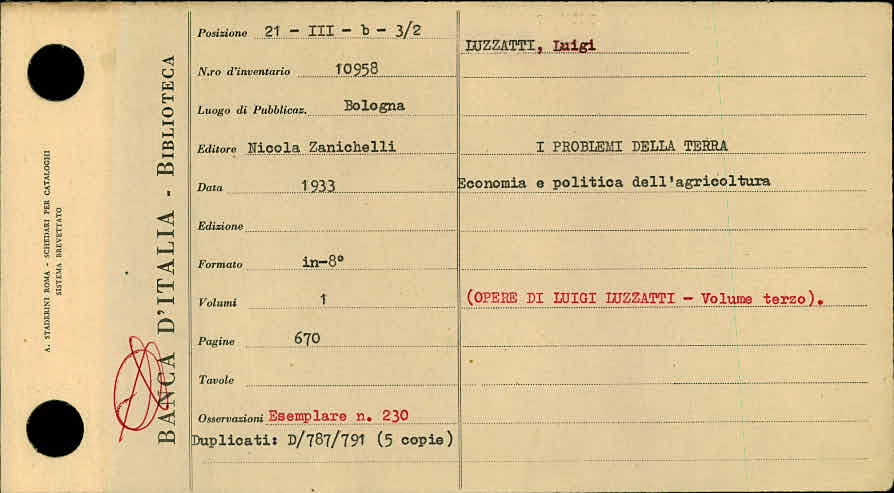 A. STADERINI ROMA - SCHEDARI PER CATALOGHI
SISTEMA BREVETTATO
BANCA D'ITALIA - BIBLIOTECA
Posizione 21 - III - b - 3/2
N.ro d'inventario 10958
Luogo di Pubblicaz. Bologna
Editore Nicola Zanichelli
Data 1933
Edizione
Formato in-8°
Volumi 1
Pagine 670
Tavole
Osservazioni Esemplare n. 230
Duplicati: D/787/791 (5 copie)
LUZZATTI, Luigi
I PROBLEMI DELLA TERRA
Economia e politica dell'agricoltura
(OPERE DI LUIGI LUZZATTI - Volume terzo).